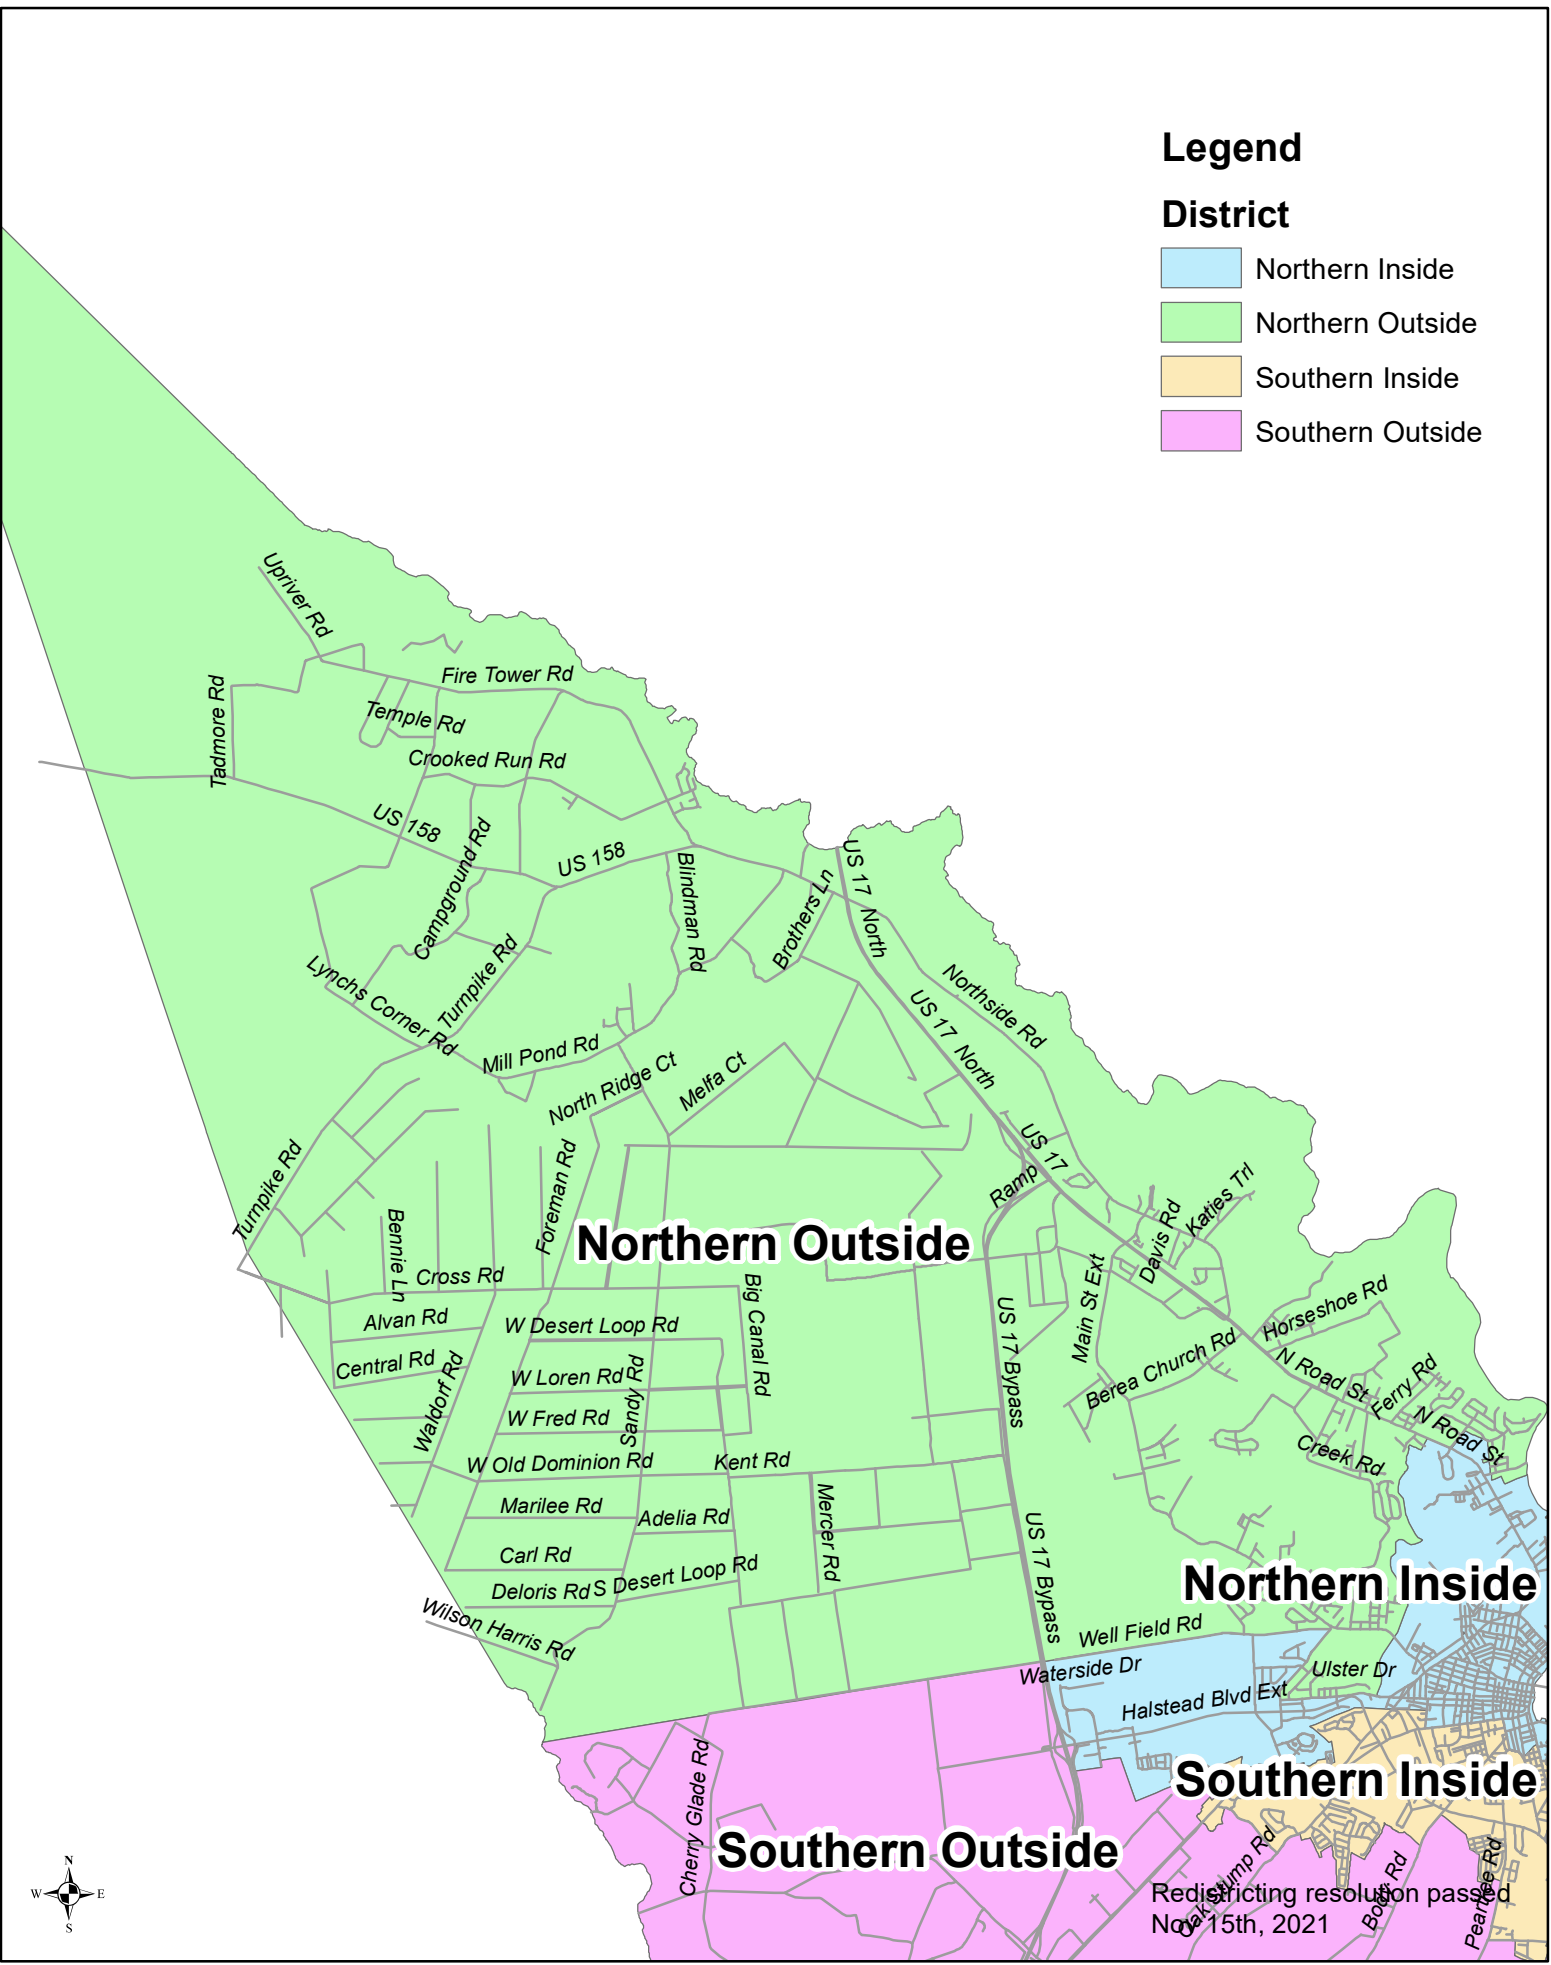 Legend
District
Northern Inside
Northern Outside
Southern Inside
Southern Outside
Upriver Rd
Fire Tower Rd
Tadmore Rd
Temple Rd
Crooked Run Rd
US 158
Campground Rd
US 158
Blindman Rd
Brothers Ln
US 17 North
Lynchs Corner Rd
Turnpike Rd
Northside Rd
US 17 North
Mill Pond Rd
North Ridge Ct
Melfa Ct
US 17
Ramp
Turnpike Rd
Foreman Rd
Katies Trl
Davis Rd
Bennie Ln
Northern Outside
Cross Rd
Main St Ext
Big Canal Rd
Alvan Rd
W Desert Loop Rd
US 17 Bypass
Horseshoe Rd
Central Rd
Waldorf Rd
W Loren Rd
Sandy Rd
Berea Church Rd
N Road St
Ferry Rd
W Fred Rd
N Road St
Creek Rd
W Old Dominion Rd
Kent Rd
Marilee Rd
Adelia Rd
Mercer Rd
US 17 Bypass
Carl Rd
Deloris Rd
S Desert Loop Rd
Northern Inside
Wilson Harris Rd
Well Field Rd
Waterside Dr
Ulster Dr
Halstead Blvd Ext
Cherry Glade Rd
Southern Inside
Southern Outside
Oak Stump Rd
Body Rd
Peartree Rd
Redistricting resolution passed
Nov 15th, 2021
N
W
E
S